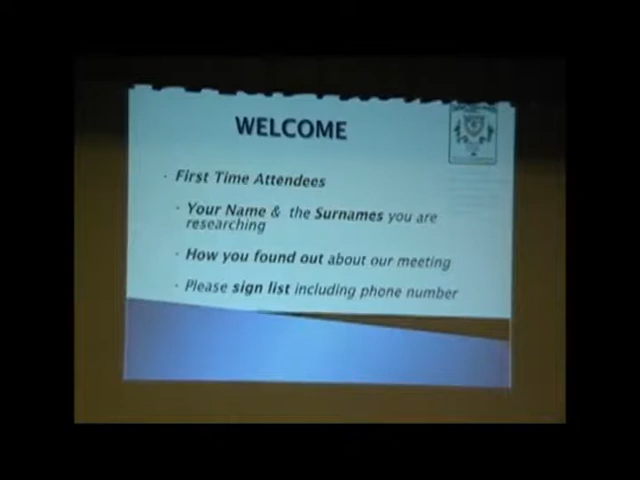 WELCOME
· First Time Attendees
· Your Name & the Surnames you are
researching
· How you found out about our meeting
· Please sign list including phone number